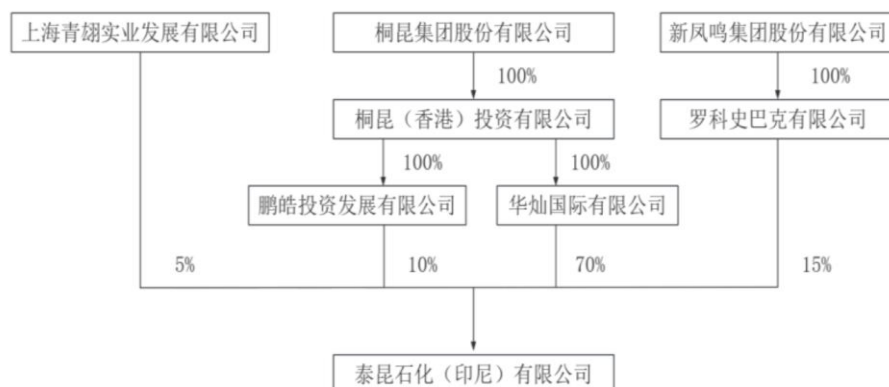 上海青翃实业发展有限公司
桐昆集团股份有限公司
新凤鸣集团股份有限公司
100%
100%
桐昆（香港）投资有限公司
罗科史巴克有限公司
100%
100%
鹏皓投资发展有限公司
华灿国际有限公司
5%
10%
70%
15%
泰昆石化（印尼）有限公司